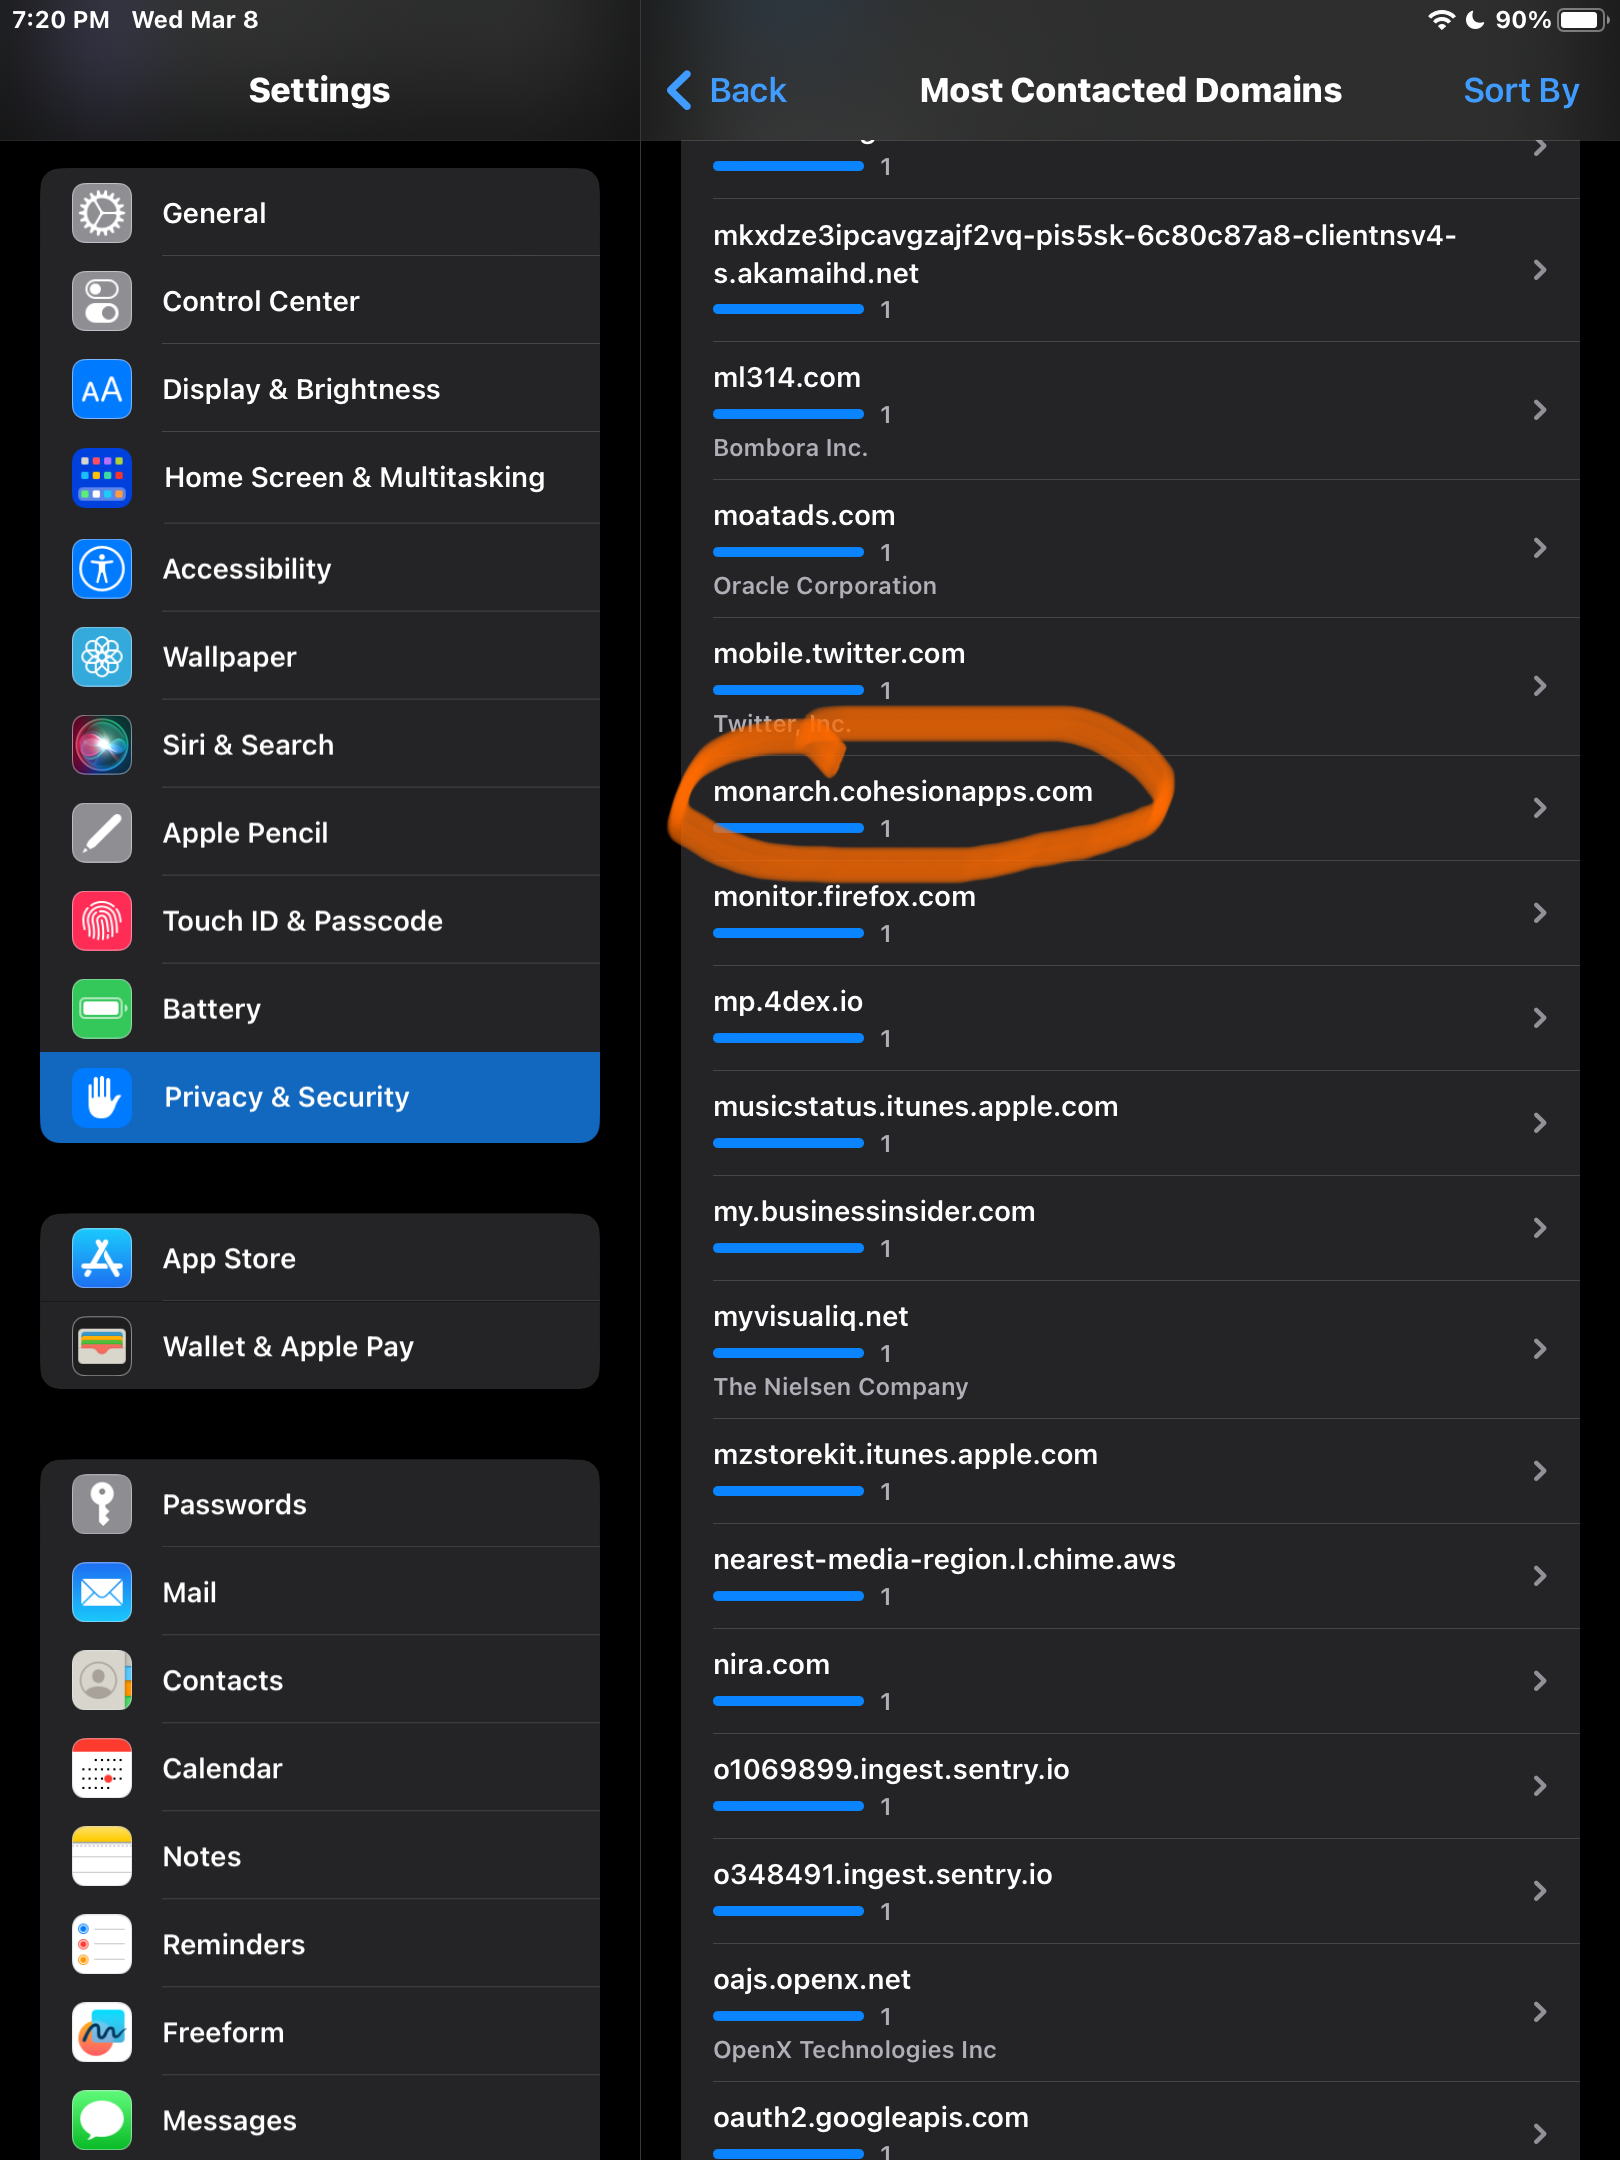 7:20 PM Wed Mar 8
90%
Settings
General
Control Center
AA Display & Brightness
Home Screen & Multitasking
Accessibility
Wallpaper
Siri & Search
Apple Pencil
Touch ID & Passcode
Battery
Privacy & Security
App Store
Wallet & Apple Pay
Passwords
Mail
Contacts
Calendar
Notes
Reminders
Freeform
Messages
Back
Most Contacted Domains
Sort By
1
mkxdze3ipcavgzajf2vq-pis5sk-6c80c87a8-clientnsv4-
s.akamaihd.net
1
ml314.com
1
Bombora Inc.
moatads.com
1
Oracle Corporation
mobile.twitter.com
1
Twitter, Inc.
monarch.cohesionapps.com
1
monitor.firefox.com
1
mp.4dex.io
1
musicstatus.itunes.apple.com
1
my.businessinsider.com
1
myvisualiq.net
1
The Nielsen Company
mzstorekit.itunes.apple.com
1
nearest-media-region.l.chime.aws
1
nira.com
1
o1069899.ingest.sentry.io
1
o348491.ingest.sentry.io
1
oajs.openx.net
1
OpenX Technologies Inc
oauth2.googleapis.com
1